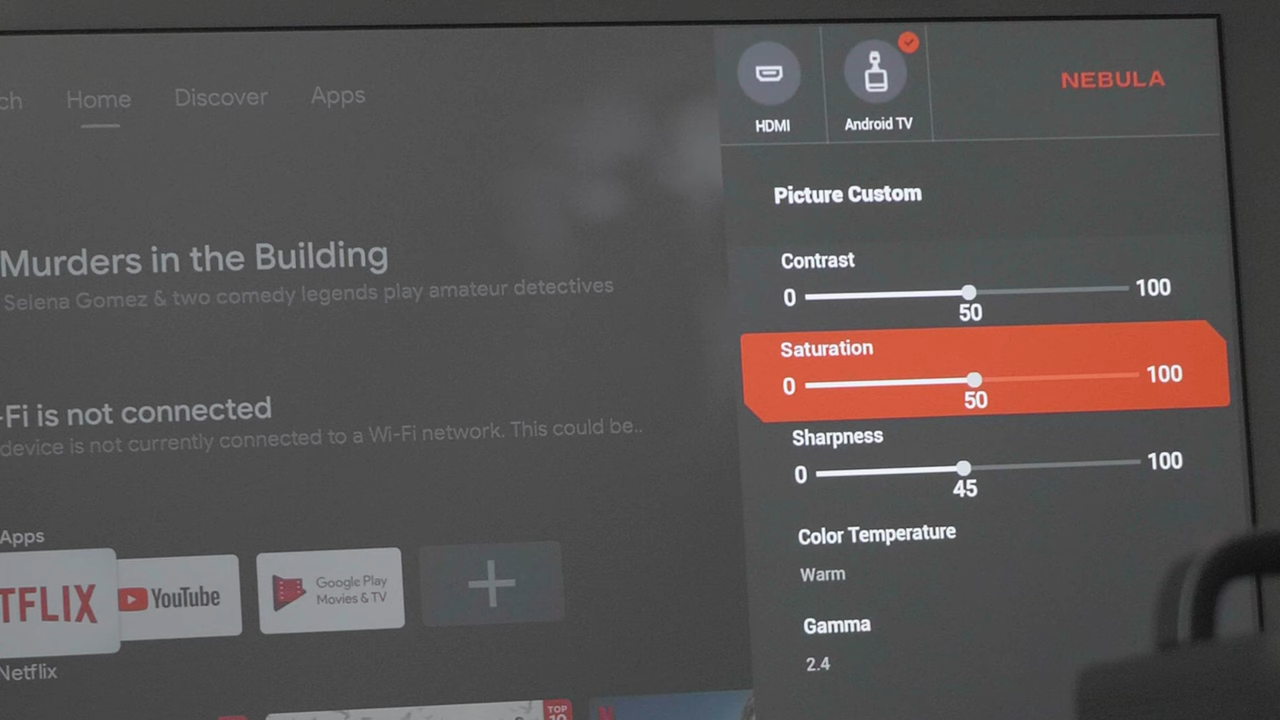 ch Home Discover Apps
Murders in the Building
Selena Gomez & two comedy legends play amateur detectives
-Fi is not connected
device is not currently connected to a Wi-Fi network. This could be..
Apps
TFLIX
YouTube
Google Play
Movies & TV
Netflix
TOP
10
HDMI
Android TV
NEBULA
Picture Custom
Contrast
0 100
50
Saturation
0 100
50
Sharpness
0 100
45
Color Temperature
Warm
Gamma
2.4